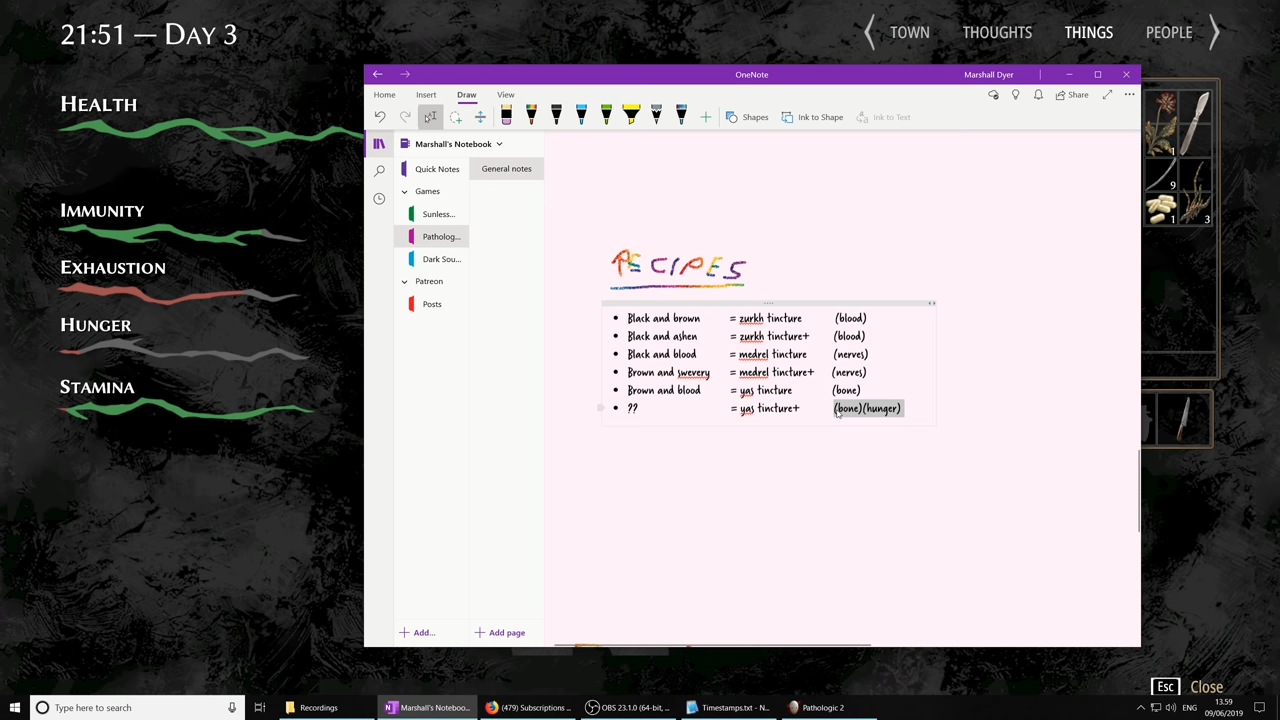 21:51 — Day 3
TOWN THOUGHTS THINGS PEOPLE
Health
Immunity
Exhaustion
Hunger
Stamina
OneNote
Marshall Dyer
Home Insert Draw View
Share
Shapes Ink to Shape Ink to Text
Marshall's Notebook
Quick Notes
General notes
Games
Sunless...
Patholog...
Dark Sou...
Patreon
Posts
RECIPES
Black and brown = zurkh tincture (blood)
Black and ashen = zurkh tincture+ (blood)
Black and blood = medrel tincture (nerves)
Brown and swevery = medrel tincture+ (nerves)
Brown and blood = yas tincture (bone)
?? = yas tincture+ (bone)(hunger)
1
9
1
3
Add...
Add page
Esc Close
Type here to search
Recordings
Marshall's Noteboo...
(479) Subscriptions ...
OBS 23.1.0 (64-bit, ...
Timestamps.txt - N...
Pathologic 2
ENG
13.59
09/06/2019